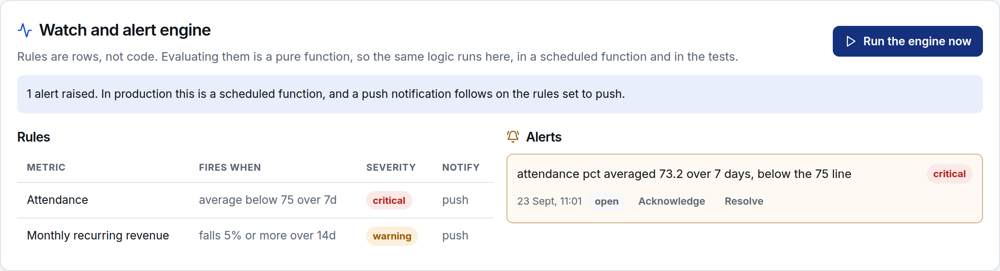 Watch and alert engine
Run the engine now
Rules are rows, not code. Evaluating them is a pure function, so the same logic runs here, in a scheduled function and in the tests.
1 alert raised. In production this is a scheduled function, and a push notification follows on the rules set to push.
Rules
METRIC FIRES WHEN SEVERITY NOTIFY
Attendance average below 75 over 7d critical push
Monthly recurring revenue falls 5% or more over 14d warning push
Alerts
attendance pct averaged 73.2 over 7 days, below the 75 line critical
23 Sept, 11:01 open Acknowledge Resolve